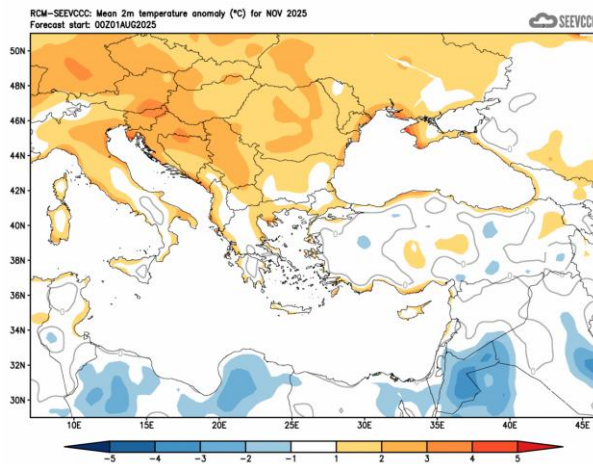 RCM-SEEVCCC: Mean 2m temperature anomaly (°C) for NOV 2025
Forecast start: 00Z01AUG2025
SEEVCCC
50N
48N
46N
44N
42N
40N
38N
36N
34N
32N
30N
10E 15E 20E 25E 30E 35E 40E 45E
-5 -4 -3 -2 -1 1 2 3 4 5